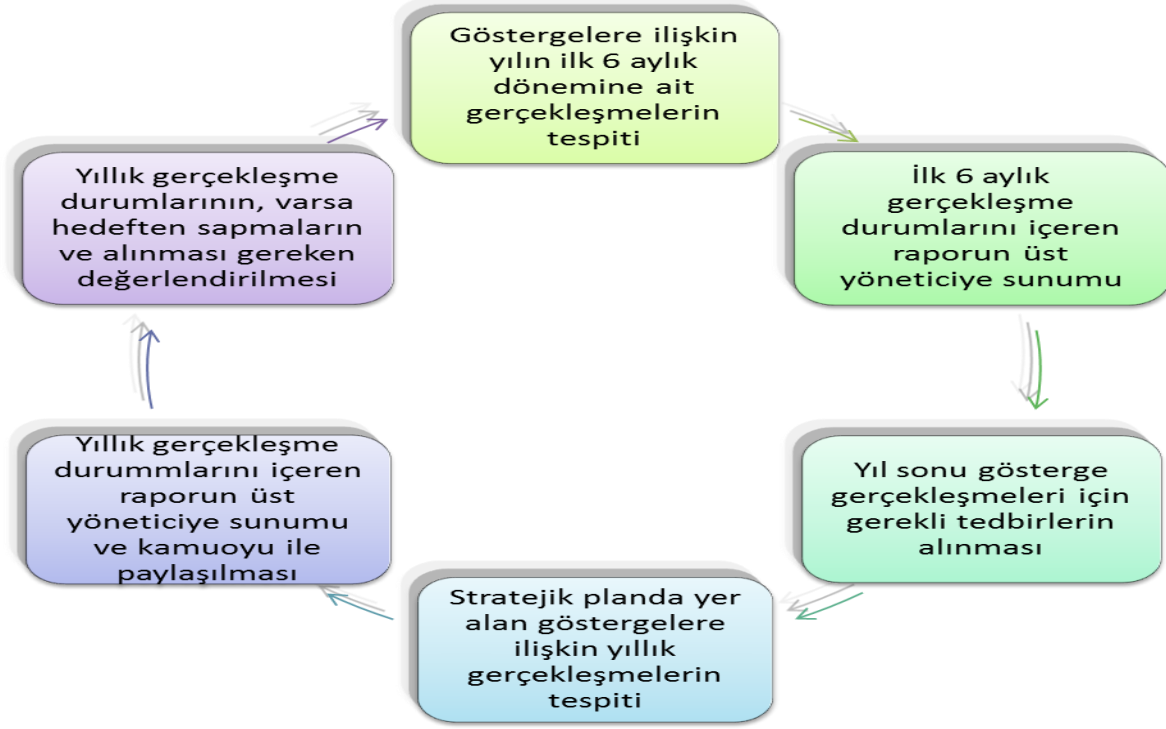 Göstergelere ilişkin
yılın ilk 6 aylık
dönemine ait
gerçekleşmelerin
tespiti
İlk 6 aylık
gerçekleşme
durumlarını içeren
raporun üst
yöneticiye sunumu
Yıl sonu gösterge
gerçekleşmeleri için
gerekli tedbirlerin
alınması
Stratejik planda yer
alan göstergelere
ilişkin yıllık
gerçekleşmelerin
tespiti
Yıllık gerçekleşme
durummlarını içeren
raporun üst
yöneticiye sunumu
ve kamuoyu ile
paylaşılması
Yıllık gerçekleşme
durumlarının, varsa
hedeften sapmaların
ve alınması gereken
değerlendirilmesi